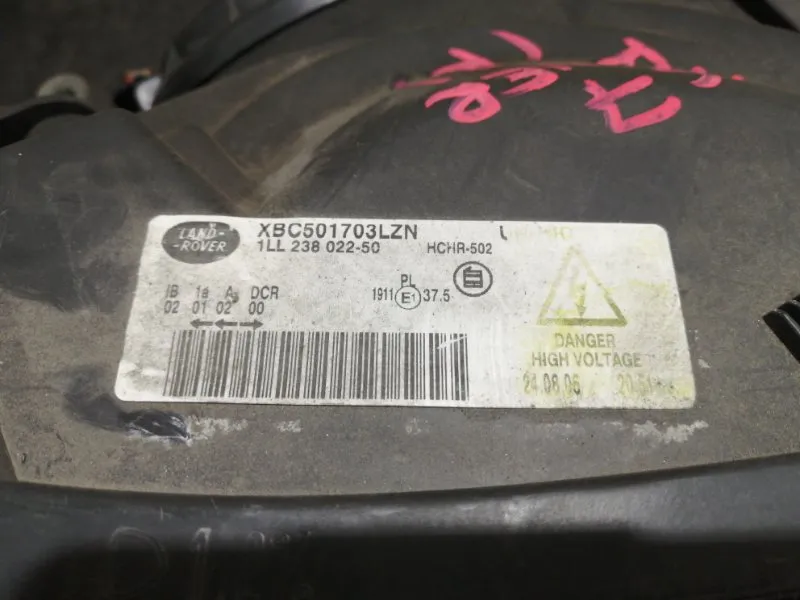 LAND-
-ROVER
XBC501703LZN
1LL 238 022-50
HCHR-502
IB 1a A DCR
02 01 02 00
PL
1911 E1 37.5
DANGER
HIGH VOLTAGE
24.08.06